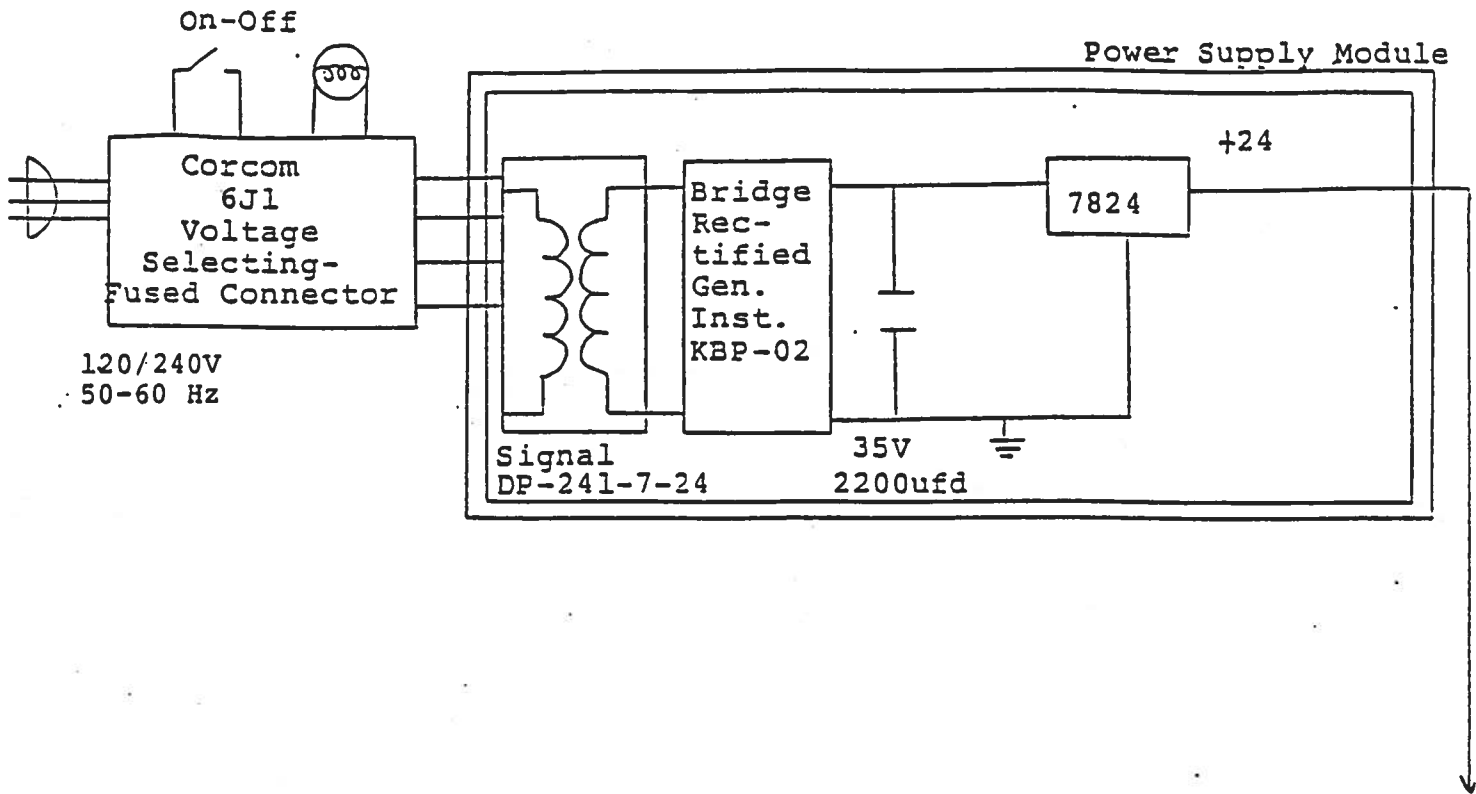 On-Off
Power Supply Module
Corcom
6J1
Voltage
Selecting-
Fused Connector
120/240V
50-60 Hz
Signal
DP-241-7-24
Bridge
Rec-
tified
Gen.
Inst.
KBP-02
35V
2200ufd
7824
+24